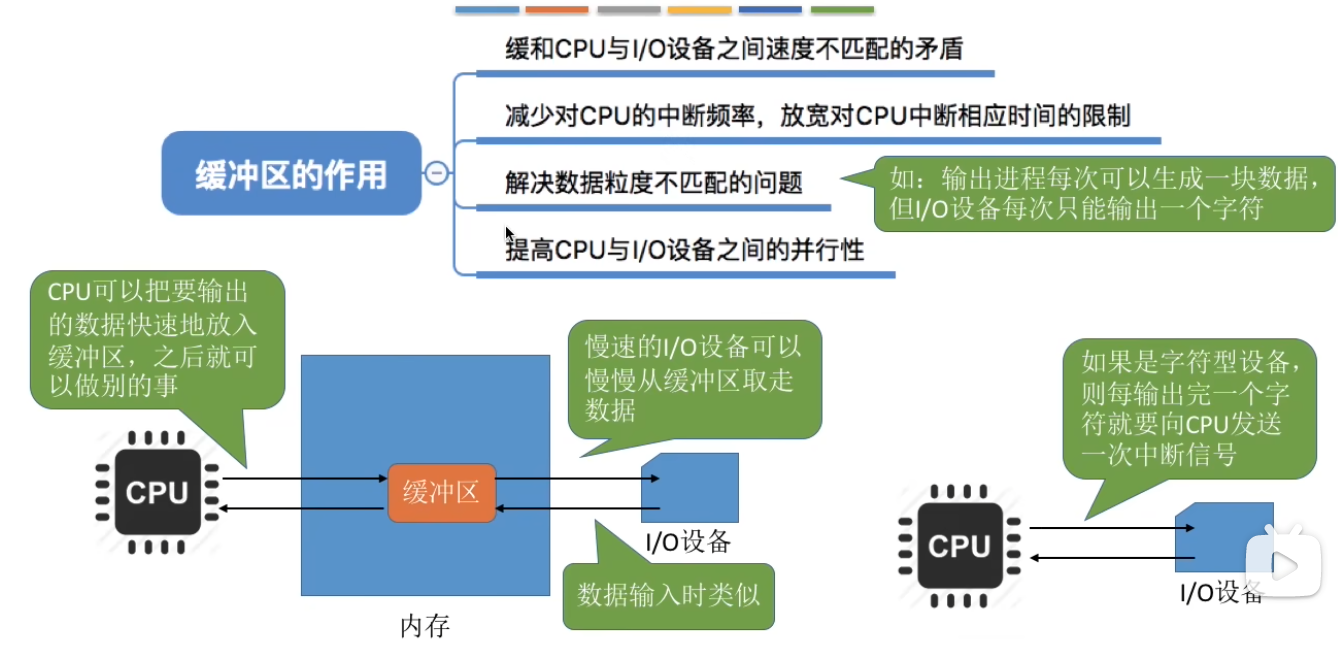 缓和CPU与I/O设备之间速度不匹配的矛盾
减少对CPU的中断频率，放宽对CPU中断相应时间的限制
缓冲区的作用
解决数据粒度不匹配的问题
如：输出进程每次可以生成一块数据，
但I/O设备每次只能输出一个字符
提高CPU与I/O设备之间的并行性
CPU可以把要输出
的数据快速地放入
缓冲区，之后就可
以做别的事
慢速的I/O设备可以
慢慢从缓冲区取走
数据
如果是字符型设备，
则每输出完一个字
符就要向CPU发送
一次中断信号
CPU
缓冲区
I/O设备
数据输入时类似
内存
CPU
I/O设备